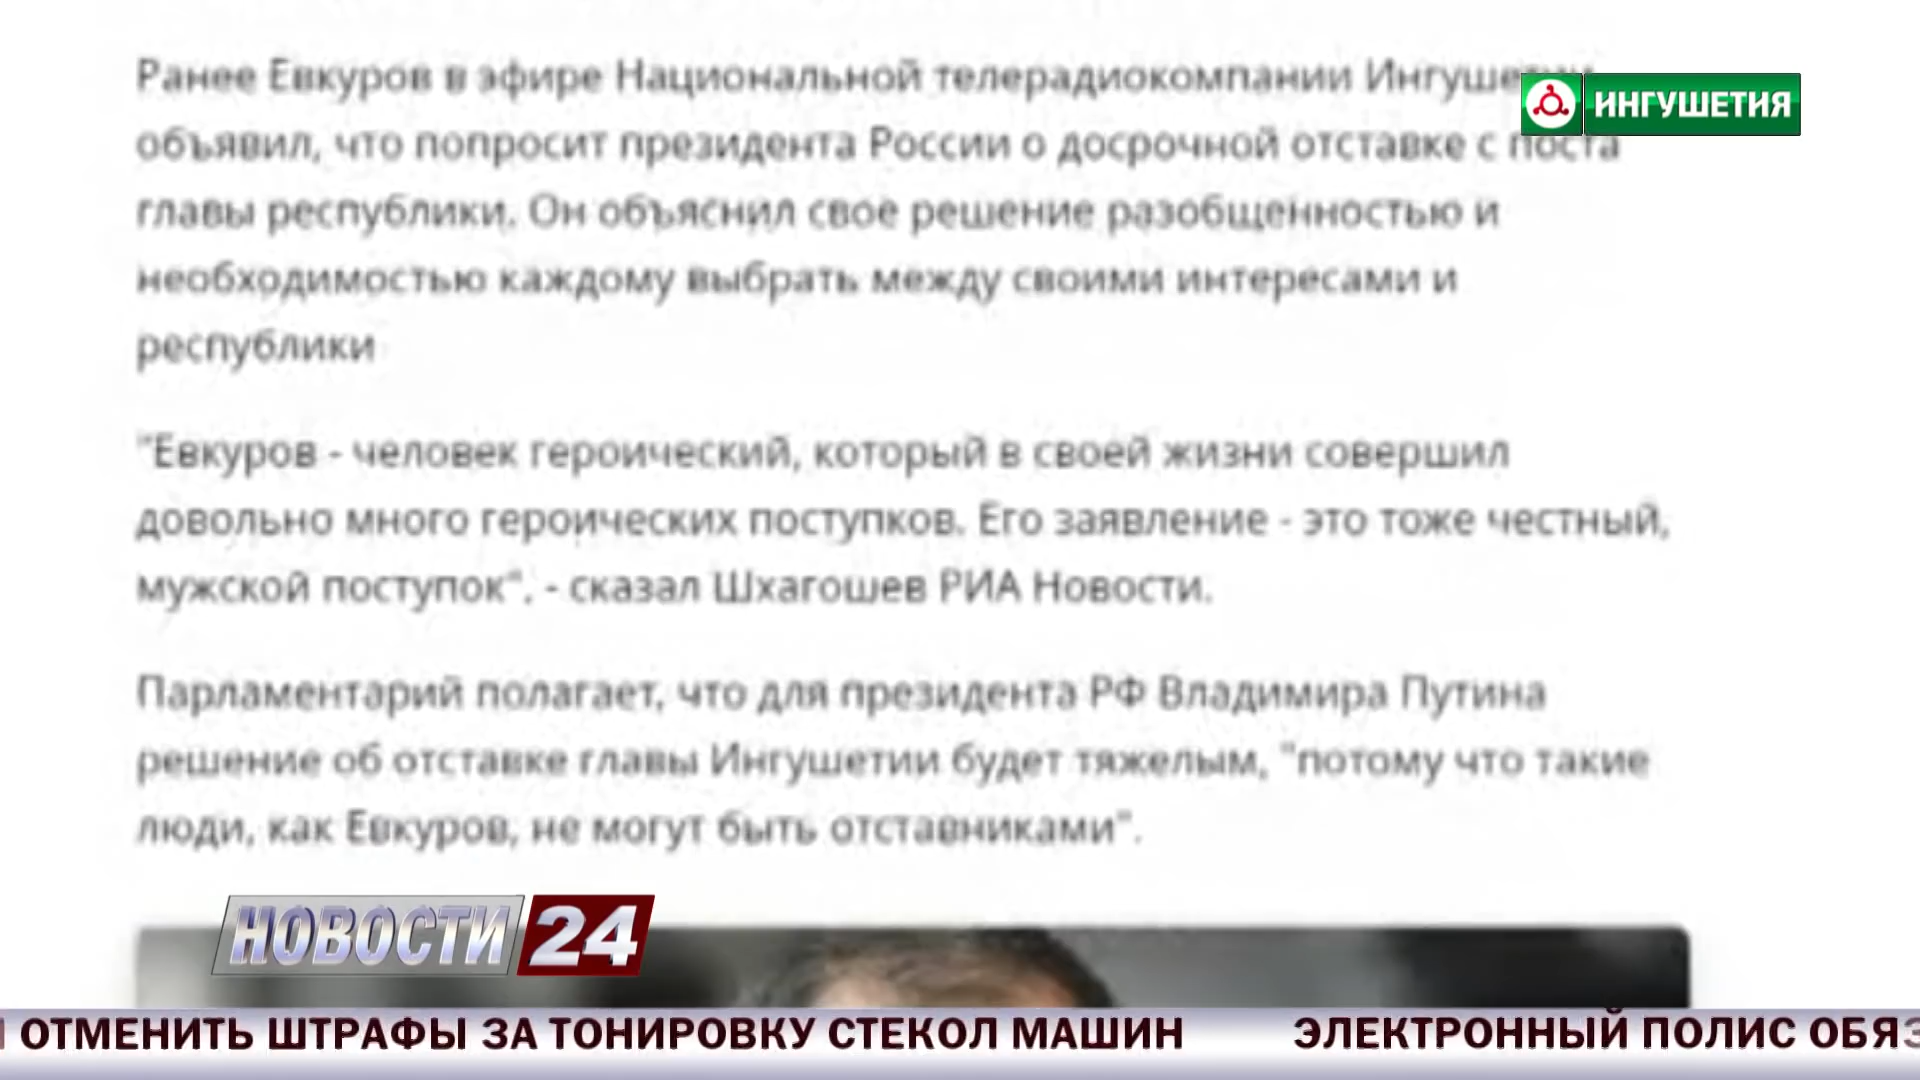 Ранее Евкуров в эфире Национальной телерадиокомпании Ингушетии
ИНГУШЕТИЯ
объявил, что попросит президента России о досрочной отставке с поста
главы республики. Он объяснил свое решение разобщенностью и
необходимостью каждому выбрать между своими интересами и
республики
"Евкуров - человек героический, который в своей жизни совершил
довольно много героических поступков. Его заявление - это тоже честный,
мужской поступок". - сказал Шхагошев РИА Новости.
Парламентарий полагает, что для президента РФ Владимира Путина
решение об отставке главы Ингушетии будет тяжелым, "потому что такие
люди, как Евкуров, не могут быть отставниками".
НОВОСТИ 24
ОТМЕНИТЬ ШТРАФЫ ЗА ТОНИРОВКУ СТЕКОЛ МАШИН ЭЛЕКТРОННЫЙ ПОЛИС